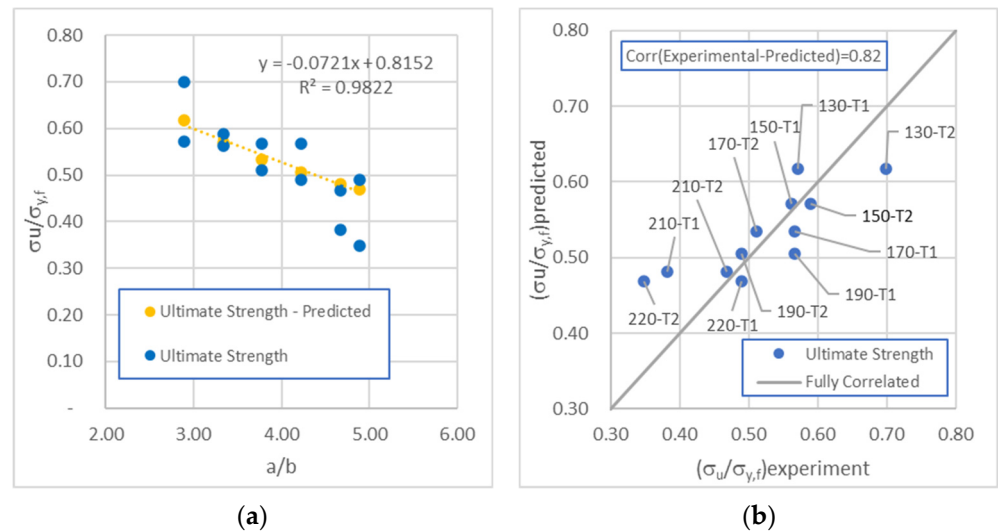 0.80
0.70
0.60
0.50
0.40
0.30
0.20
0.10
-
2.00 3.00 4.00 5.00 6.00
a/b
σu/σy,f
y = -0.0721x + 0.8152
R² = 0.9822
Ultimate Strength - Predicted
Ultimate Strength
(a)
0.80
0.70
0.60
0.50
0.40
0.30
0.30 0.40 0.50 0.60 0.70 0.80
(σu/σy,f)experiment
(σu/σy,f)predicted
Corr(Experimental-Predicted)=0.82
130-T1
130-T2
150-T1
170-T2
210-T2
150-T2
210-T1
170-T1
190-T1
190-T2
220-T2
220-T1
Ultimate Strength
Fully Correlated
(b)